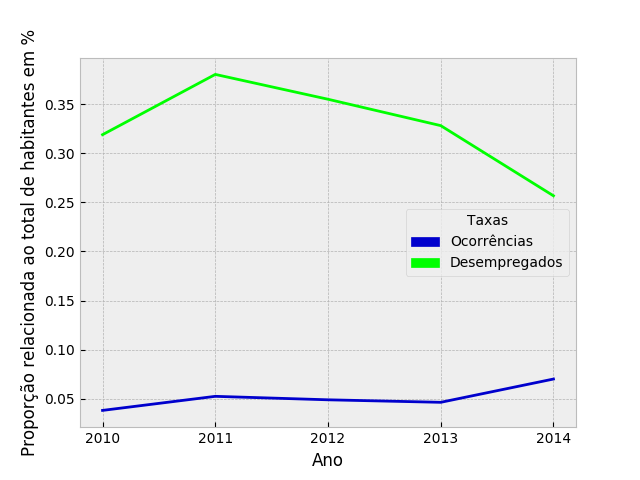 Proporção relacionada ao total de habitantes em %
0.35
0.30
0.25
0.20
0.15
0.10
0.05
Taxas
Ocorrências
Desempregados
2010 2011 2012 2013 2014
Ano